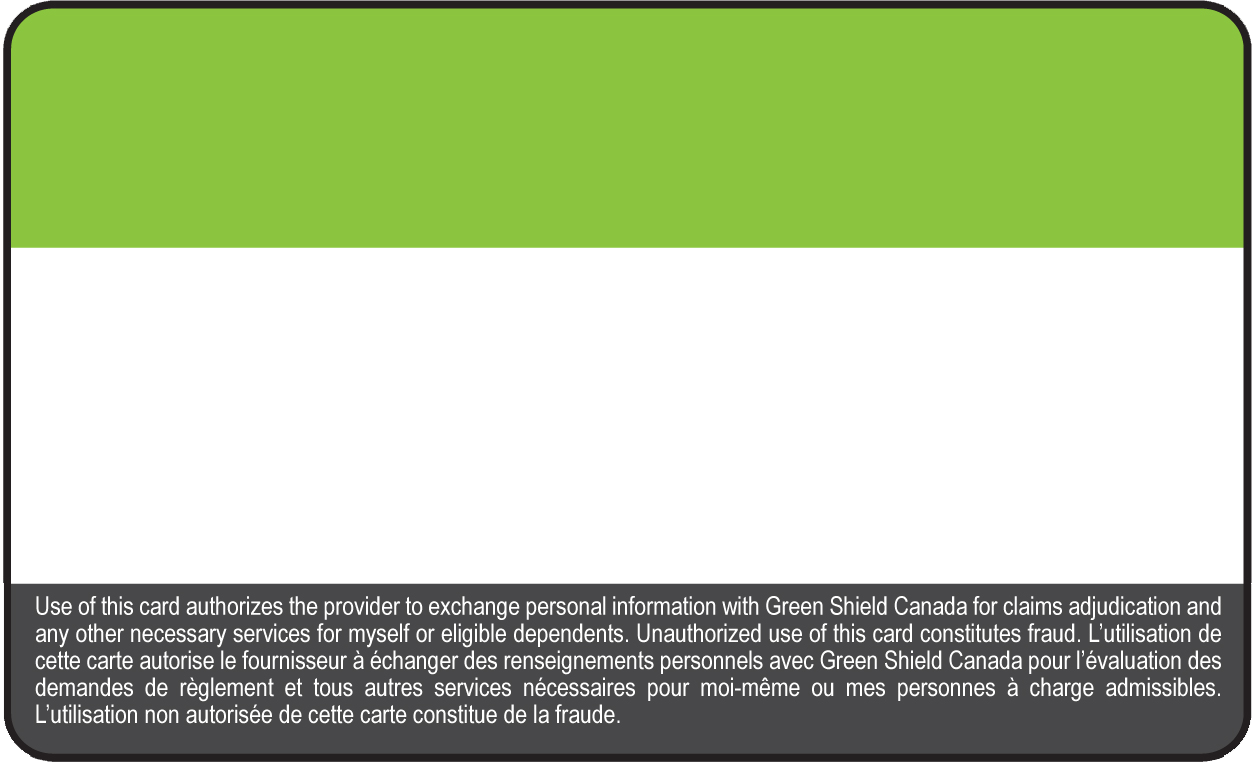 Use of this card authorizes the provider to exchange personal information with Green Shield Canada for claims adjudication and
any other necessary services for myself or eligible dependents. Unauthorized use of this card constitutes fraud. L’utilisation de
cette carte autorise le fournisseur à échanger des renseignements personnels avec Green Shield Canada pour l’évaluation des
demandes de règlement et tous autres services nécessaires pour moi-même ou mes personnes à charge admissibles.
L’utilisation non autorisée de cette carte constitue de la fraude.